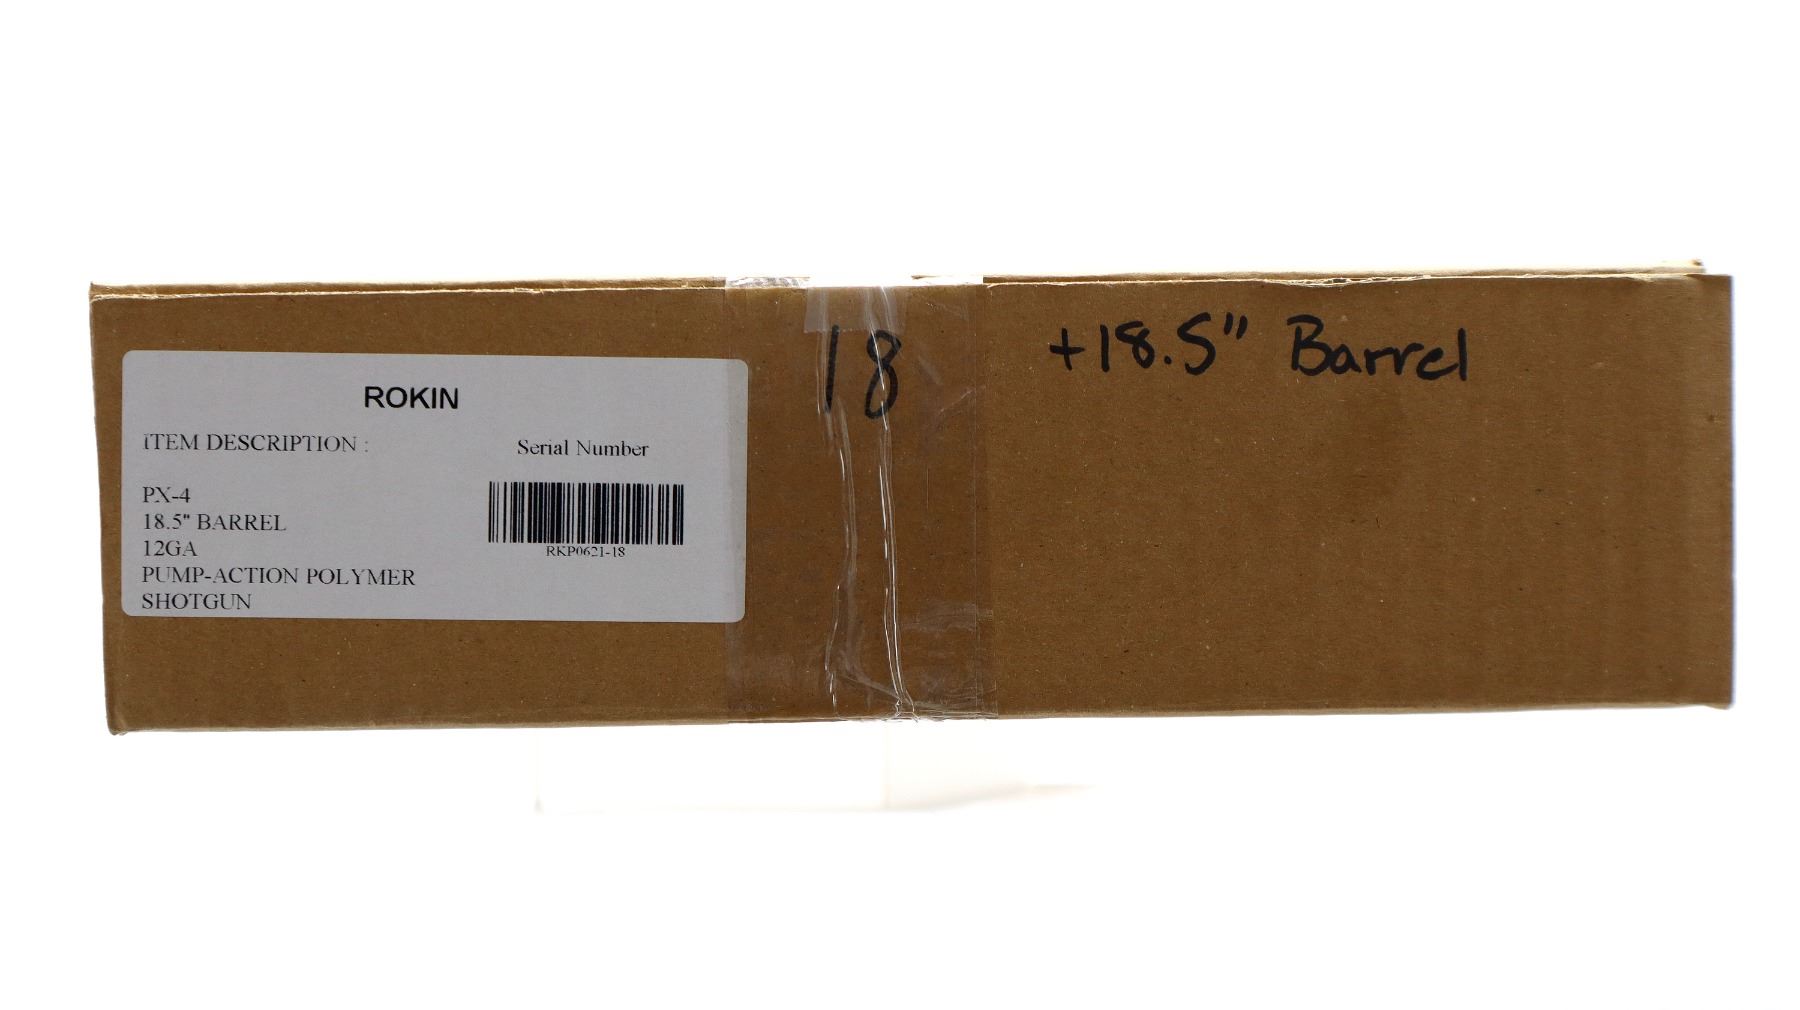 ROKIN
ITEM DESCRIPTION :
Serial Number
PX-4
18.5" BARREL
12GA
PUMP-ACTION POLYMER
SHOTGUN
RKP0621-18
18
+18.5" Barrel